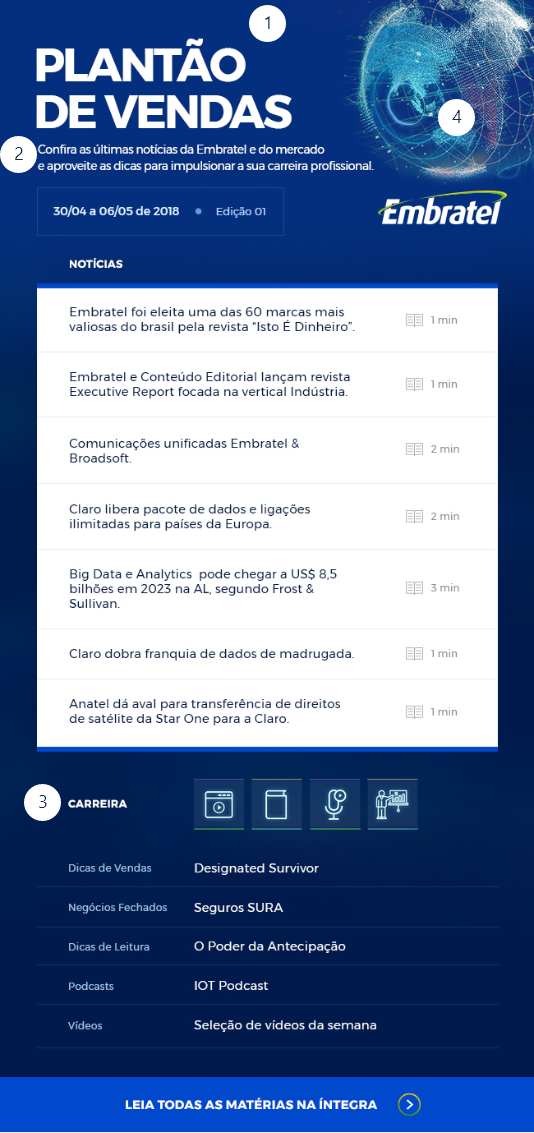 1
PLANTÃO
DE VENDAS
4
2
Confira as últimas notícias da Embratel e do mercado
e aproveite as dicas para impulsionar a sua carreira profissional.
30/04 a 06/05 de 2018 • Edição 01
Embratel
NOTÍCIAS
Embratel foi eleita uma das 60 marcas mais
valiosas do brasil pela revista “Isto É Dinheiro”.
1 min
Embratel e Conteúdo Editorial lançam revista
Executive Report focada na vertical Indústria.
1 min
Comunicações unificadas Embratel &
Broadsoft.
2 min
Claro libera pacote de dados e ligações
ilimitadas para países da Europa.
2 min
Big Data e Analytics pode chegar a US$ 8,5
bilhões em 2023 na AL, segundo Frost &
Sullivan.
3 min
Claro dobra franquia de dados de madrugada.
1 min
Anatel dá aval para transferência de direitos
de satélite da Star One para a Claro.
1 min
3
CARREIRA
Dicas de Vendas Designated Survivor
Negócios Fechados Seguros SURA
Dicas de Leitura O Poder da Antecipação
Podcasts IOT Podcast
Vídeos Seleção de vídeos da semana
LEIA TODAS AS MATÉRIAS NA ÍNTEGRA